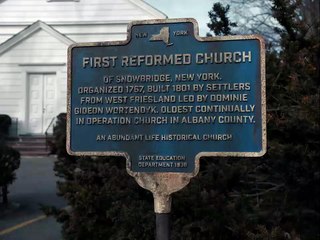 NEW YORK
FIRST REFORMED CHURCH
OF SNOWBRIDGE, NEW YORK.
ORGANIZED 1767, BUILT 1801 BY SETTLERS
FROM WEST FRIESLAND LED BY DOMINIE
GIDEON WORTENDYK. OLDEST CONTINUALLY
IN OPERATION CHURCH IN ALBANY COUNTY.
AN ABUNDANT LIFE HISTORICAL CHURCH
STATE EDUCATION
DEPARTMENT 1938